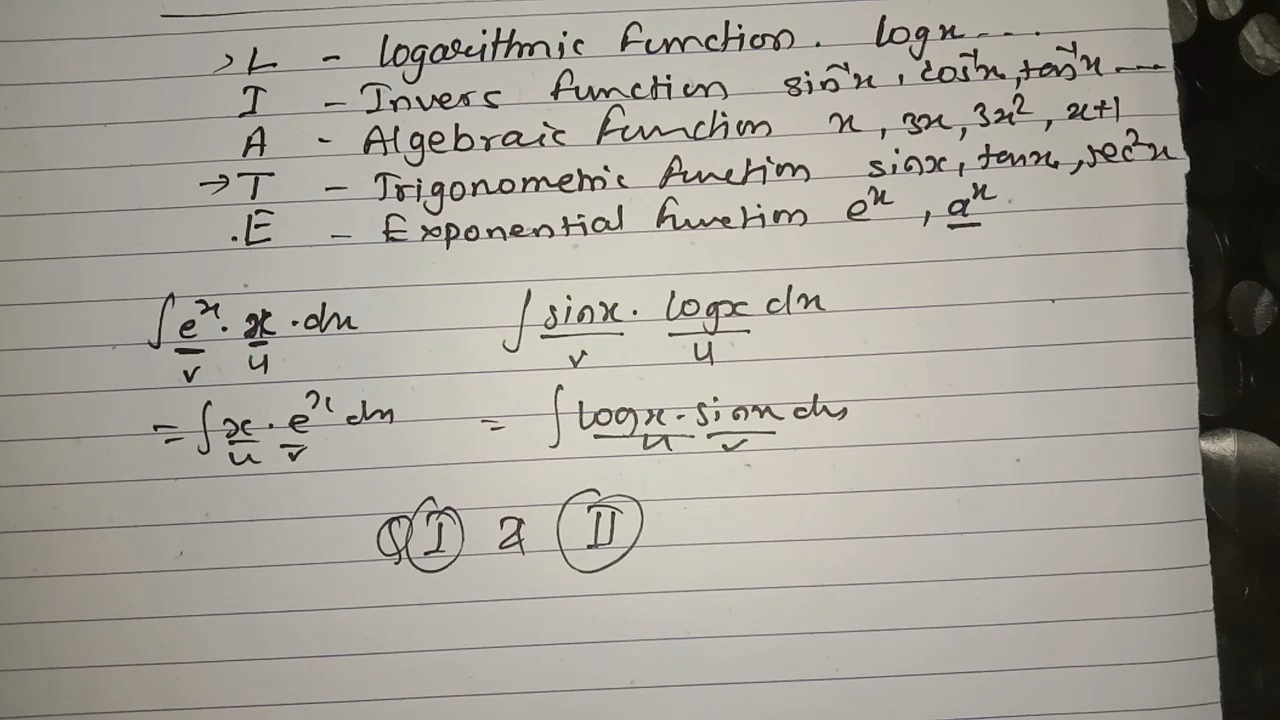 → L - logarithmic function. logx ....
I - Invers function sin⁻¹x, cos⁻¹x, tan⁻¹x ---
A - Algebraic function x, 3x, 3x², x+1
→ T - Trigonometric function sinx, tanx, sec²x
.E - Exponential function eˣ, aˣ
∫eˣ · x · dx ∫ sinx · logx dx
v u v u
= ∫x · eˣ dx = ∫ logx · sinx dx
u v u v
I & II